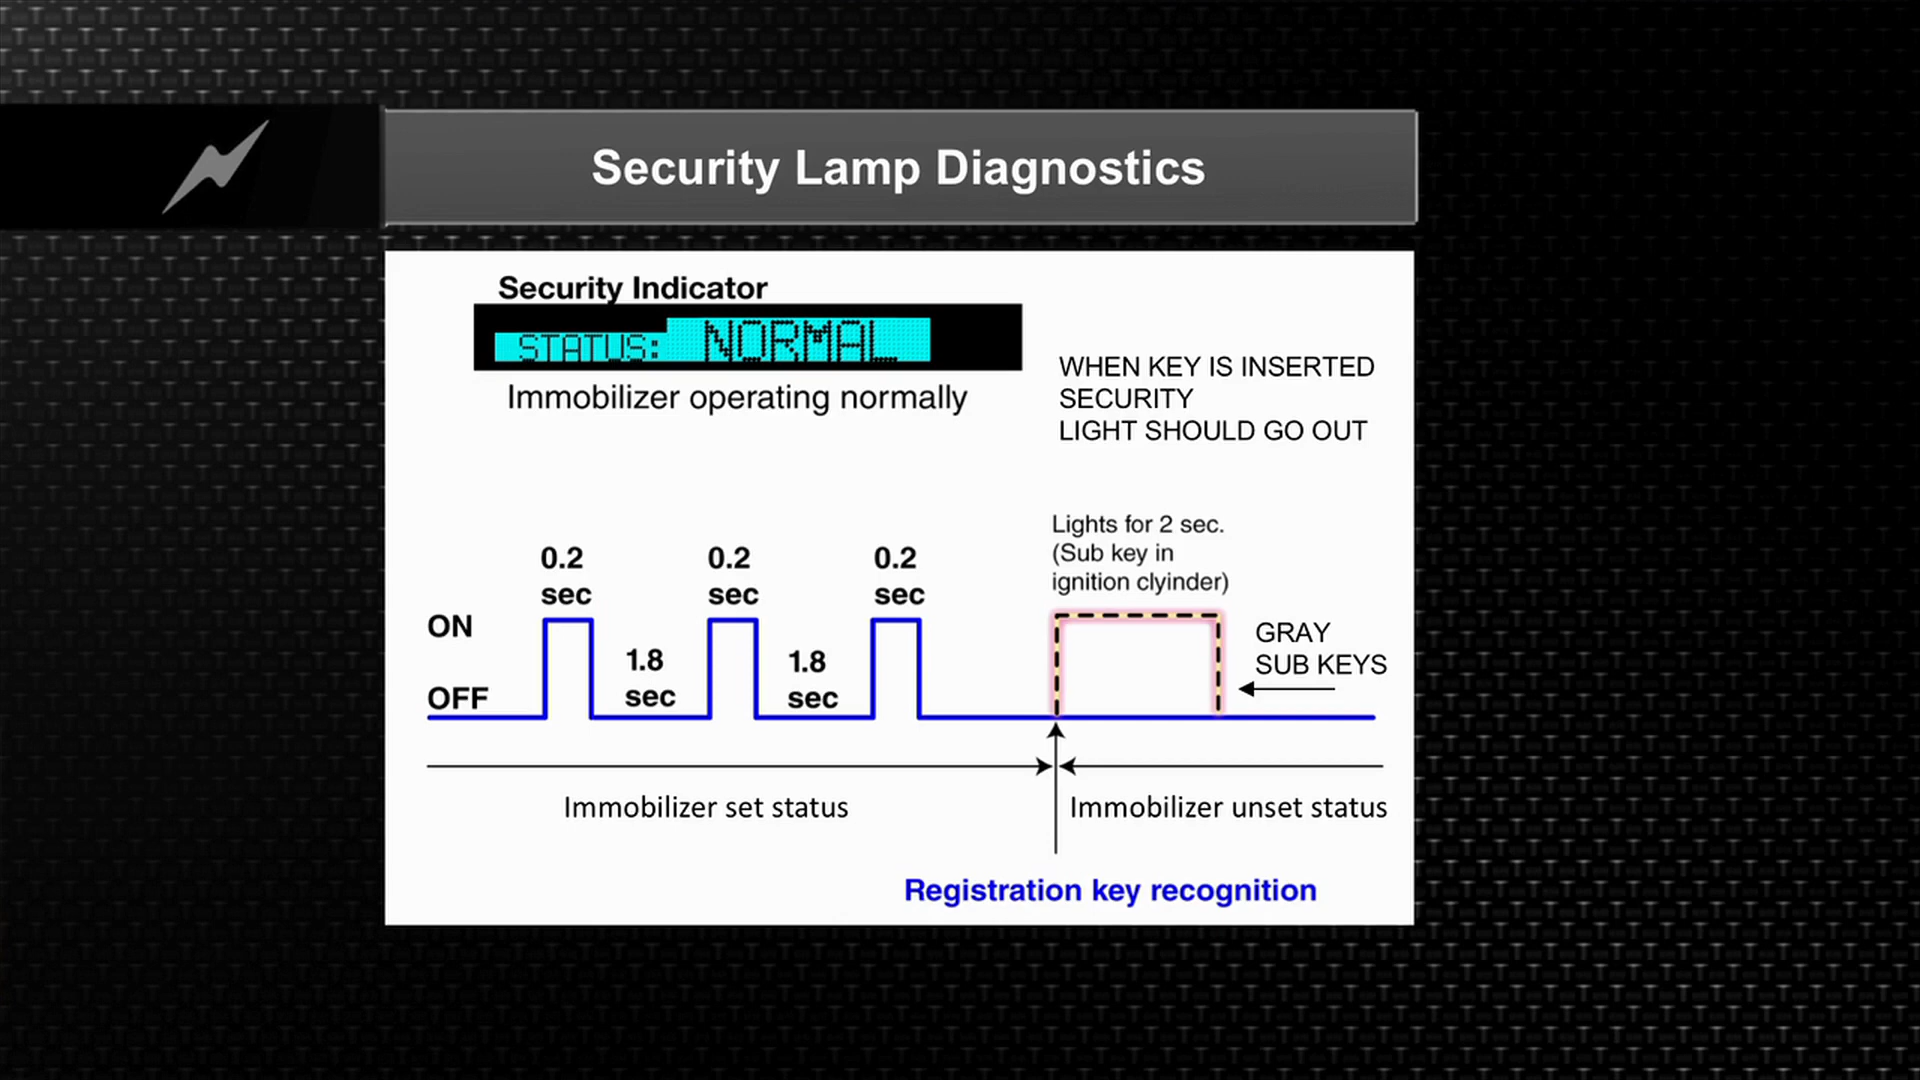 Security Lamp Diagnostics
Security Indicator
STATUS: NORMAL
Immobilizer operating normally
WHEN KEY IS INSERTED
SECURITY
LIGHT SHOULD GO OUT
Lights for 2 sec.
(Sub key in
ignition clyinder)
0.2 0.2 0.2
sec sec sec
ON
GRAY
SUB KEYS
1.8 1.8
sec sec
OFF
Immobilizer set status
Immobilizer unset status
Registration key recognition